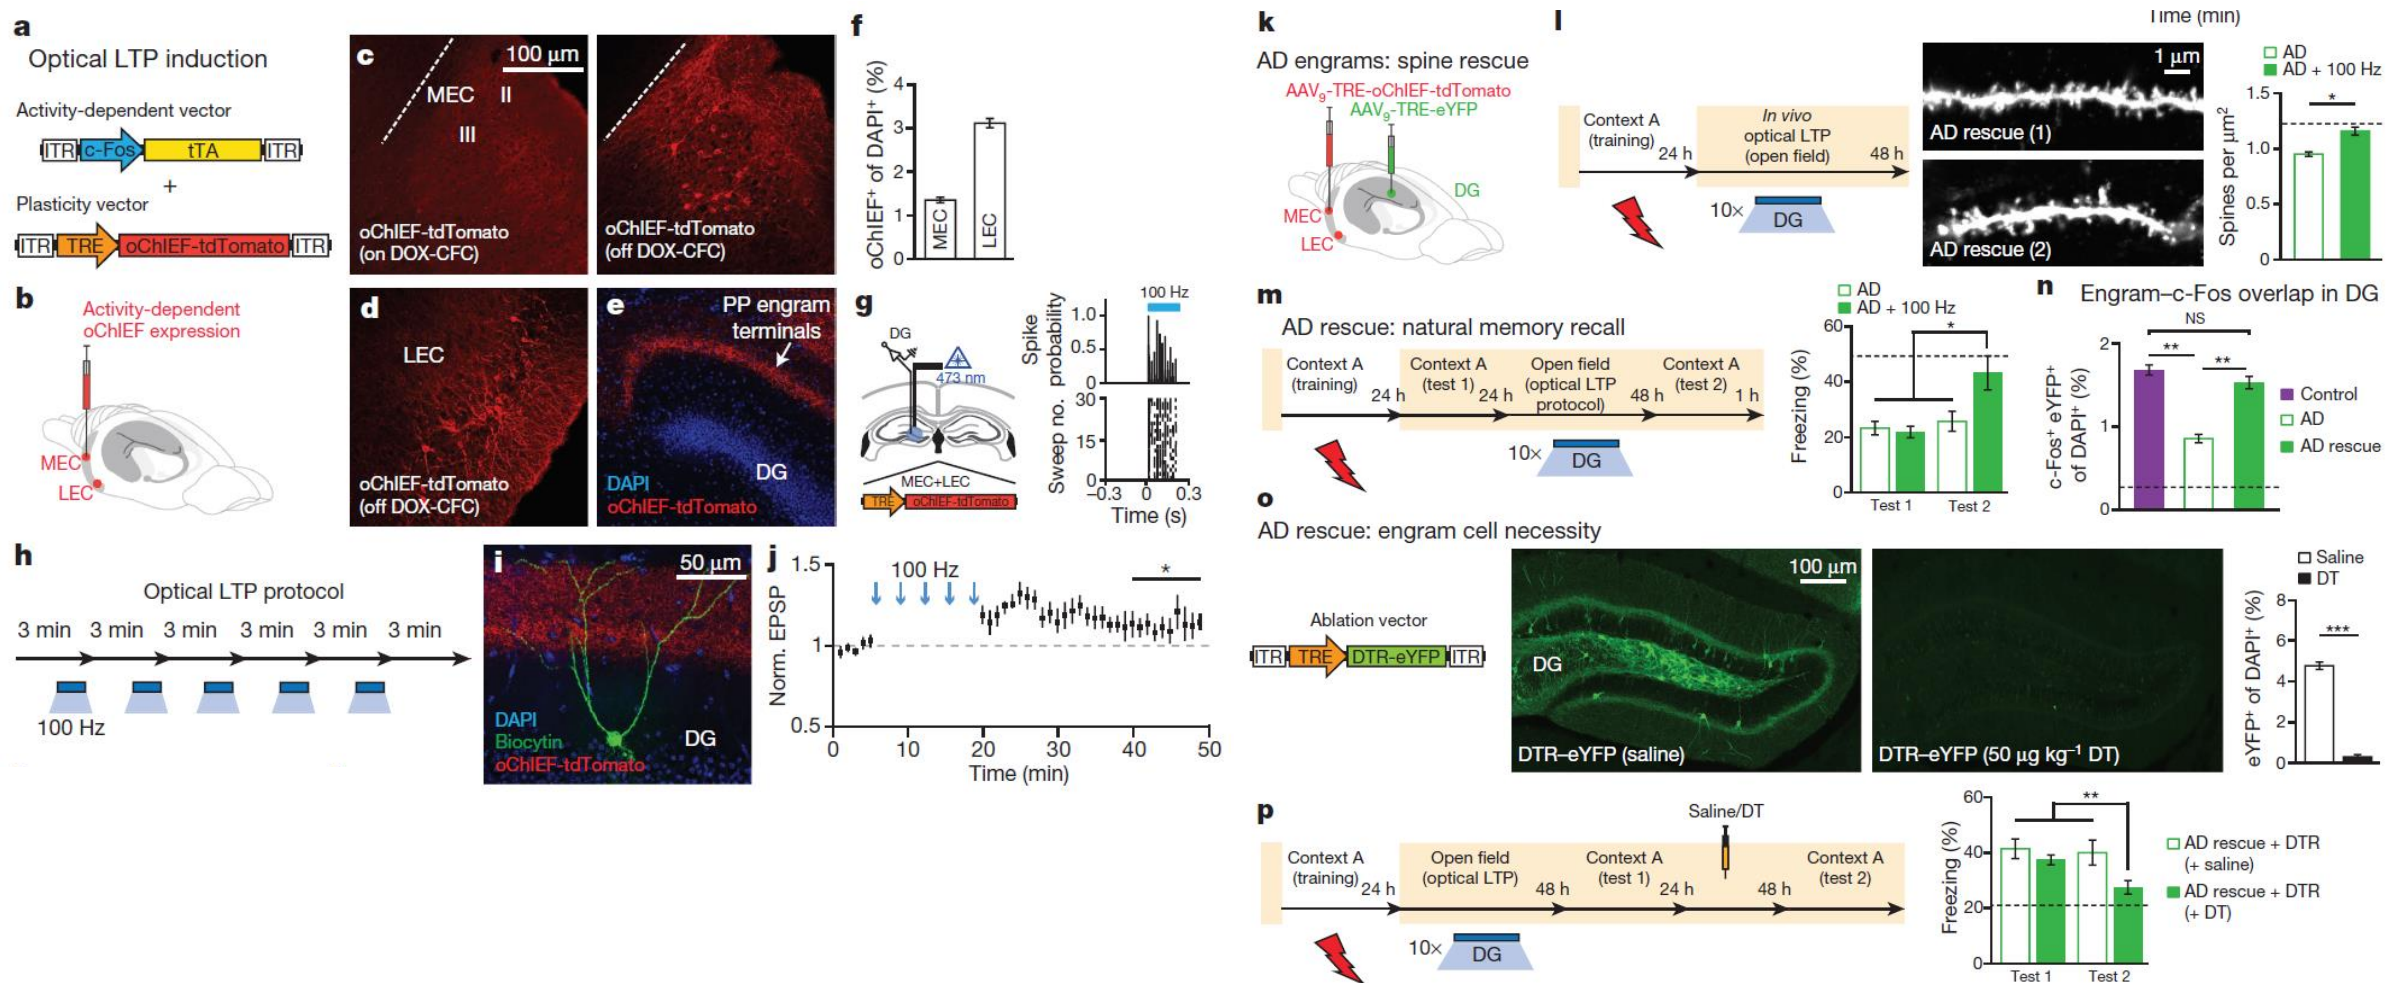 a
Optical LTP induction
Activity-dependent vector
ITR c-Fos tTA ITR
+
Plasticity vector
ITR TRE oChIEF-tdTomato ITR
b
Activity-dependent
oChIEF expression
MEC
LEC
c
100 µm
MEC II
III
oChIEF-tdTomato
(on DOX-CFC)
oChIEF-tdTomato
(off DOX-CFC)
d
LEC
oChIEF-tdTomato
(off DOX-CFC)
e
PP engram
terminals
DG
DAPI
oChIEF-tdTomato
f
oChIEF⁺ of DAPI⁺ (%)
4
3
2
1
0
MEC
LEC
g
DG
473 nm
MEC+LEC
TRE oChIEF-tdTomato
100 Hz
Spike
probability
1.0
0.5
0
Sweep no.
30
15
0
–0.3 0 0.3
Time (s)
h
Optical LTP protocol
3 min 3 min 3 min 3 min 3 min 3 min
100 Hz
i
50 µm
DAPI
Biocytin
oChIEF-tdTomato
DG
j
Norm. EPSP
1.5
1
0.5
100 Hz
*
0 10 20 30 40 50
Time (min)
k
AD engrams: spine rescue
AAV₉-TRE-oChIEF-tdTomato
AAV₉-TRE-eYFP
DG
MEC
LEC
l
Time (min)
Context A
(training)
24 h
In vivo
optical LTP
(open field)
48 h
10×
DG
1 µm
AD rescue (1)
AD rescue (2)
AD
AD + 100 Hz
Spines per µm²
1.5
1.0
0.5
0
*
m
AD rescue: natural memory recall
Context A
(training)
24 h
Context A
(test 1)
24 h
Open field
(optical LTP
protocol)
48 h
Context A
(test 2)
1 h
10×
DG
AD
AD + 100 Hz
Freezing (%)
60
40
20
0
*
Test 1 Test 2
n
Engram–c-Fos overlap in DG
NS
** **
c-Fos⁺ eYFP⁺
of DAPI⁺ (%)
2
1
0
Control
AD
AD rescue
o
AD rescue: engram cell necessity
Ablation vector
ITR TRE DTR-eYFP ITR
100 µm
DG
DTR–eYFP (saline)
DTR–eYFP (50 µg kg⁻¹ DT)
Saline
DT
eYFP⁺ of DAPI⁺ (%)
8
6
4
2
0
***
p
Context A
(training)
24 h
Open field
(optical LTP)
48 h
Context A
(test 1)
24 h
Saline/DT
48 h
Context A
(test 2)
10×
DG
Freezing (%)
60
40
20
0
**
Test 1 Test 2
AD rescue + DTR
(+ saline)
AD rescue + DTR
(+ DT)